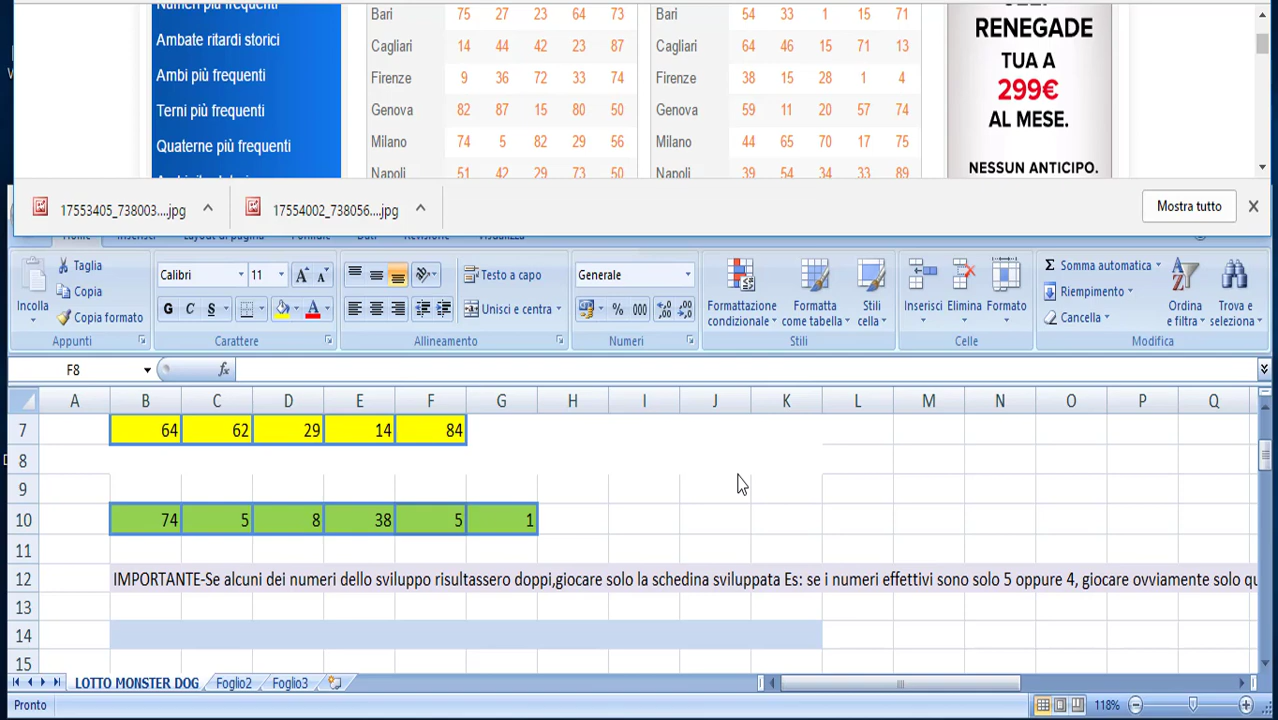 Numeri più frequenti
Ambate ritardi storici
Ambi più frequenti
Terni più frequenti
Quaterne più frequenti
Bari 75 27 23 64 73
Cagliari 14 44 42 23 87
Firenze 9 36 72 33 74
Genova 82 87 15 80 50
Milano 74 5 82 29 56
Napoli 51 42 29 73 50
Bari 54 33 1 15 71
Cagliari 64 46 15 71 13
Firenze 38 15 28 1 4
Genova 59 11 20 57 74
Milano 44 65 70 17 75
Napoli 39 54 34 33 89
RENEGADE
TUA A
299€
AL MESE.
NESSUN ANTICIPO.
17553405_738003....jpg
17554002_738056....jpg
Mostra tutto
Home Inserisci Layout di pagina Formule Dati Revisione Visualizza
Incolla
Taglia
Copia
Copia formato
Appunti
Calibri 11
G C S
Carattere
Testo a capo
Unisci e centra
Allineamento
Generale
% 000
Numeri
Formattazione condizionale
Formatta come tabella
Stili cella
Stili
Inserisci
Elimina
Formato
Celle
Σ Somma automatica
Riempimento
Cancella
Ordina e filtra
Trova e seleziona
Modifica
F8
fx
A B C D E F G H I J K L M N O P Q
7 64 62 29 14 84
8
9
10 74 5 8 38 5 1
11
12 IMPORTANTE-Se alcuni dei numeri dello sviluppo risultassero doppi,giocare solo la schedina sviluppata Es: se i numeri effettivi sono solo 5 oppure 4, giocare ovviamente solo qu
13
14
15
LOTTO MONSTER DOG Foglio2 Foglio3
Pronto
118%